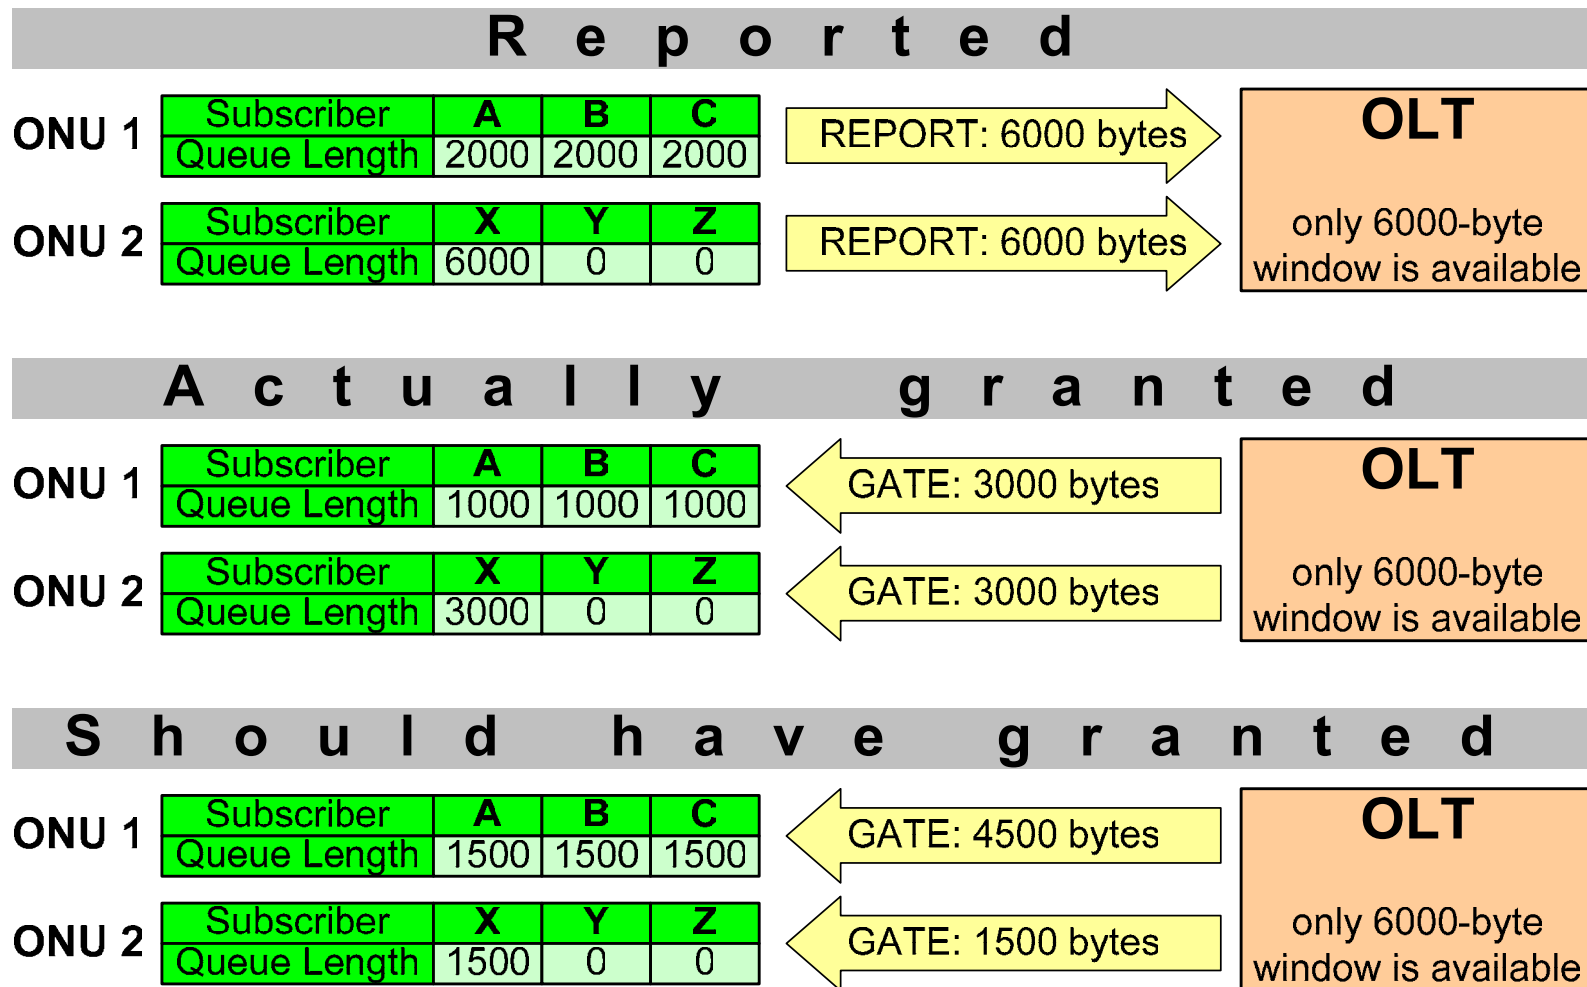 Reported
ONU 1
Subscriber A B C
Queue Length 2000 2000 2000
REPORT: 6000 bytes
ONU 2
Subscriber X Y Z
Queue Length 6000 0 0
REPORT: 6000 bytes
OLT
only 6000-byte
window is available
Actually granted
ONU 1
Subscriber A B C
Queue Length 1000 1000 1000
GATE: 3000 bytes
ONU 2
Subscriber X Y Z
Queue Length 3000 0 0
GATE: 3000 bytes
OLT
only 6000-byte
window is available
Should have granted
ONU 1
Subscriber A B C
Queue Length 1500 1500 1500
GATE: 4500 bytes
ONU 2
Subscriber X Y Z
Queue Length 1500 0 0
GATE: 1500 bytes
OLT
only 6000-byte
window is available